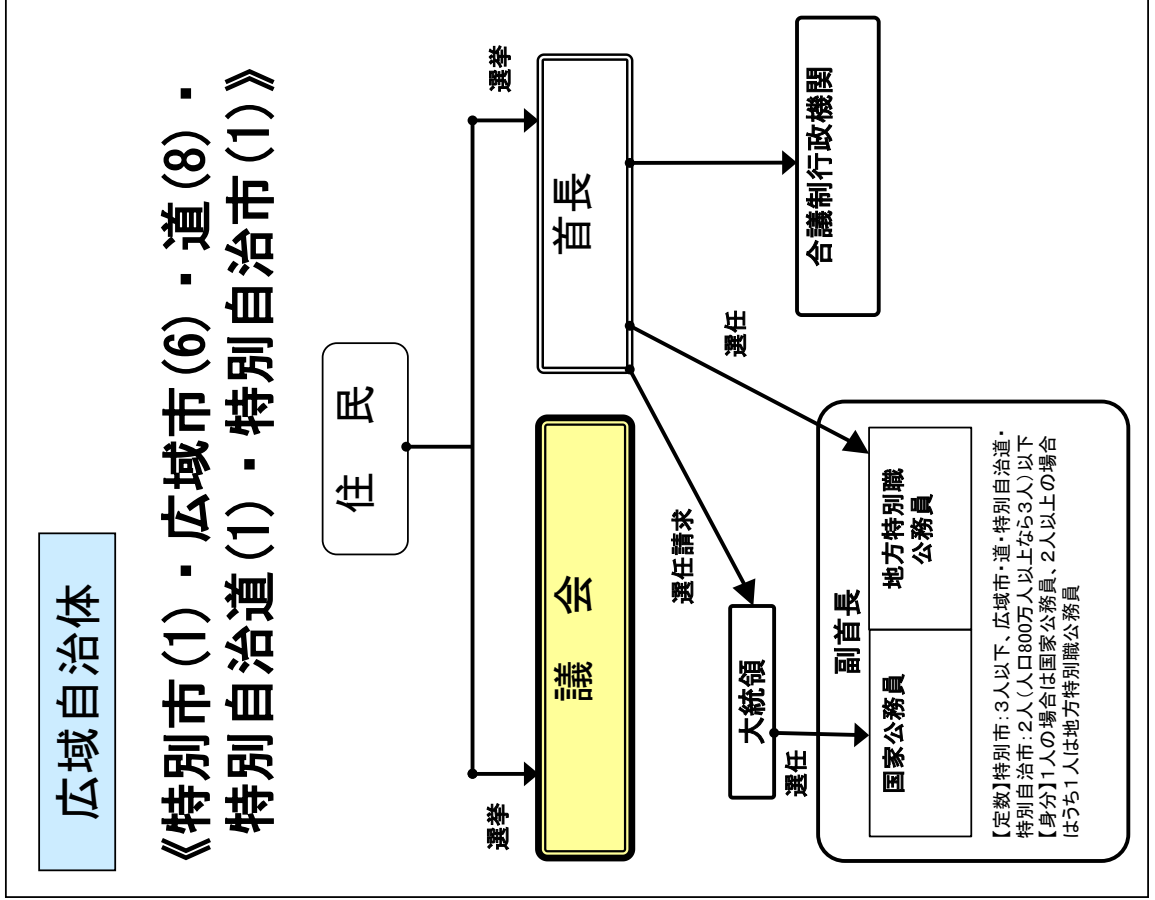 広域自治体
《特別市(1)・広域市(6)・道(8)・
特別自治道(1)・特別自治市(1)》
住　民
選挙
選挙
議　会
首長
選任請求
選任
大統領
選任
合議制行政機関
副首長
国家公務員
地方特別職
公務員
【定数】特別市:3人以下、広域市・道・特別自治道・
特別自治市:2人(人口800万人以上なら3人)以下
【身分】1人の場合は国家公務員、2人以上の場合
はうち1人は地方特別職公務員